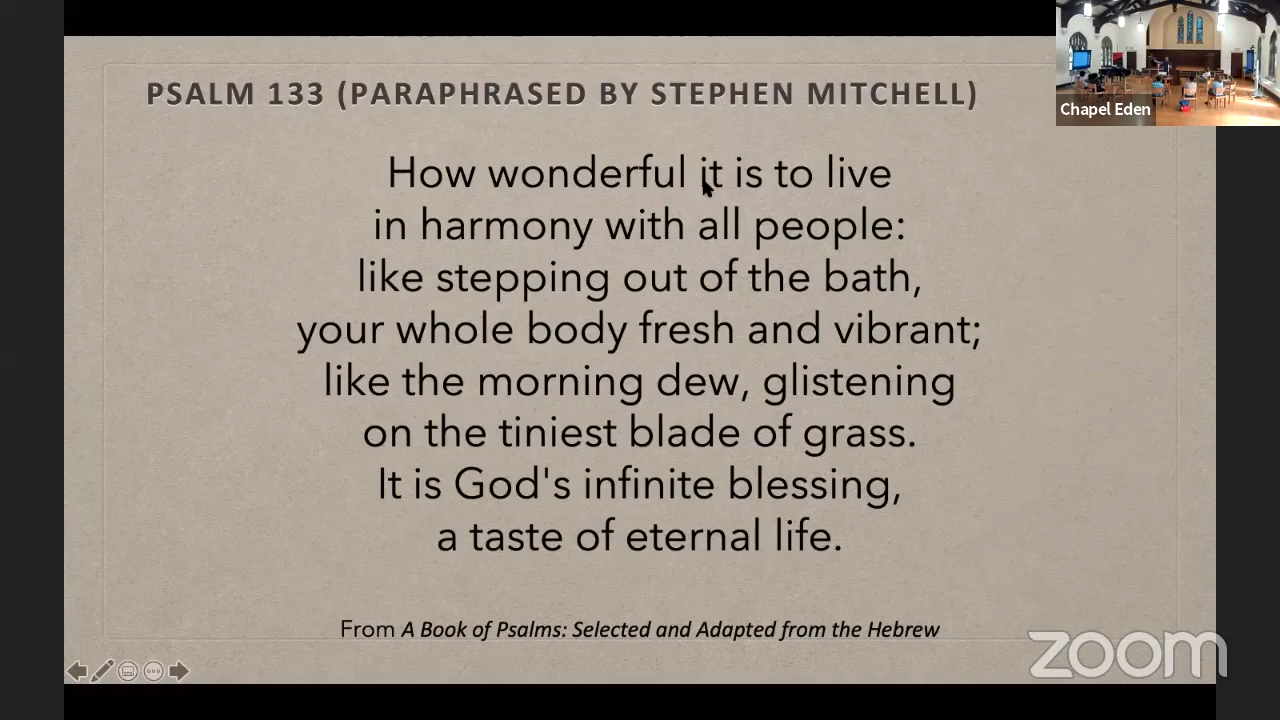 PSALM 133 (PARAPHRASED BY STEPHEN MITCHELL)
Chapel Eden
How wonderful it is to live
in harmony with all people:
like stepping out of the bath,
your whole body fresh and vibrant;
like the morning dew, glistening
on the tiniest blade of grass.
It is God's infinite blessing,
a taste of eternal life.
From A Book of Psalms: Selected and Adapted from the Hebrew
zoom